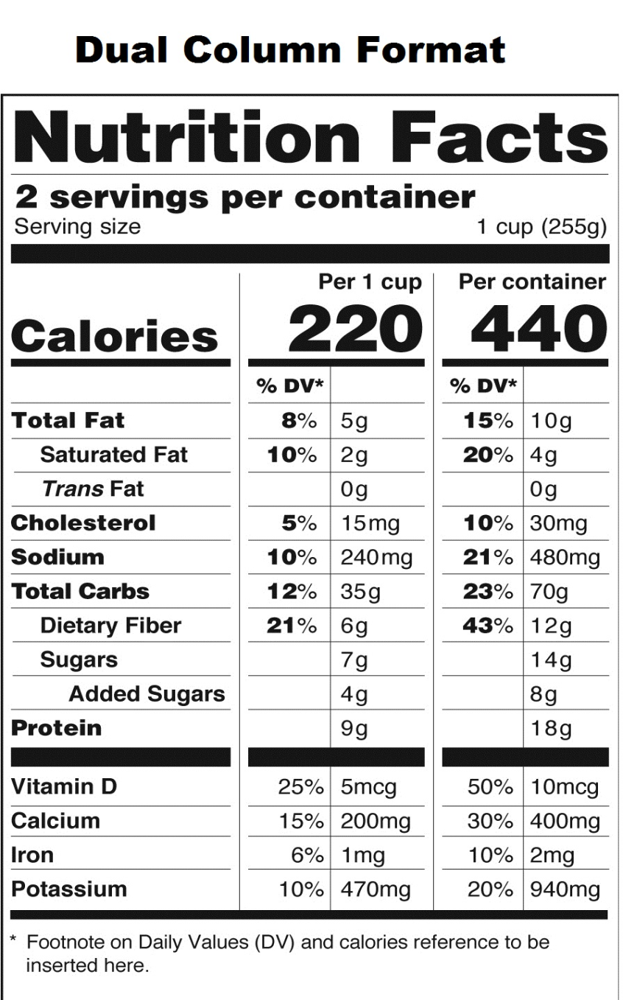 Dual Column Format
Nutrition Facts
2 servings per container
Serving size 1 cup (255g)
Per 1 cup Per container
Calories 220 440
% DV* % DV*
Total Fat 8% 5g 15% 10g
Saturated Fat 10% 2g 20% 4g
Trans Fat 0g 0g
Cholesterol 5% 15mg 10% 30mg
Sodium 10% 240mg 21% 480mg
Total Carbs 12% 35g 23% 70g
Dietary Fiber 21% 6g 43% 12g
Sugars 7g 14g
Added Sugars 4g 8g
Protein 9g 18g
Vitamin D 25% 5mcg 50% 10mcg
Calcium 15% 200mg 30% 400mg
Iron 6% 1mg 10% 2mg
Potassium 10% 470mg 20% 940mg
* Footnote on Daily Values (DV) and calories reference to be
inserted here.